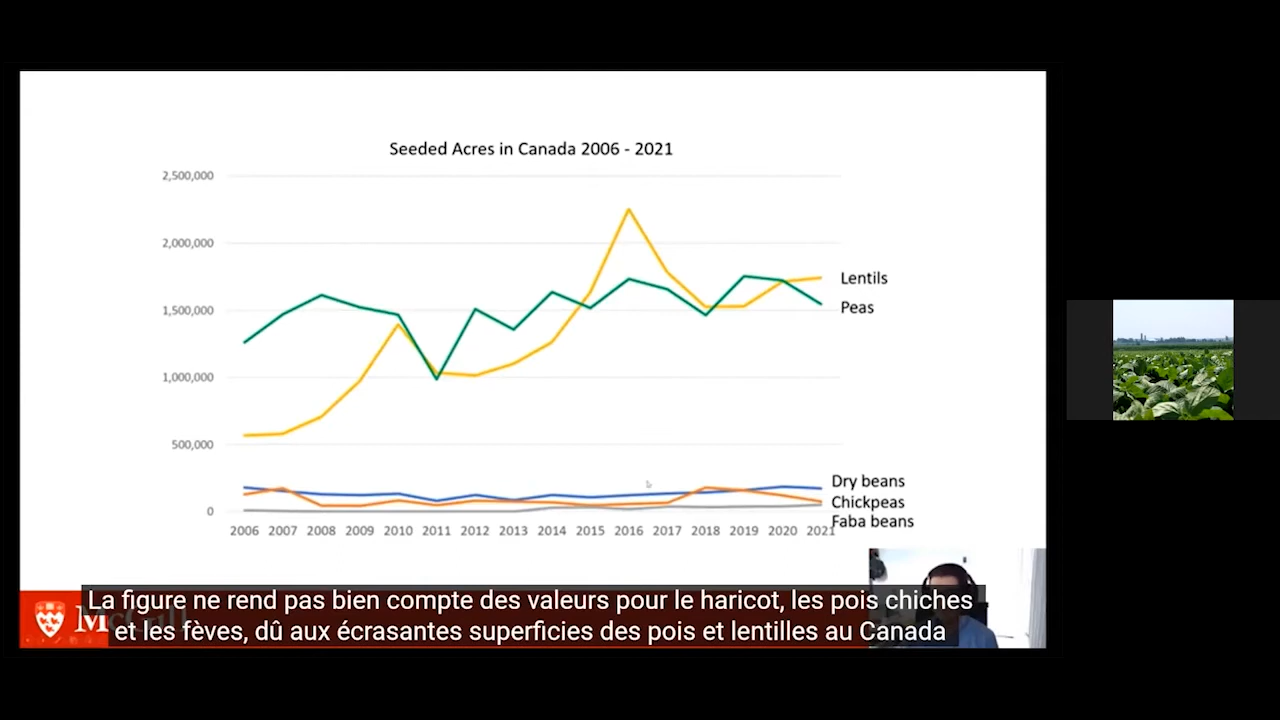 Seeded Acres in Canada 2006 - 2021
2,500,000
2,000,000
1,500,000
1,000,000
500,000
0
Lentils
Peas
Dry beans
Chickpeas
Faba beans
2006 2007 2008 2009 2010 2011 2012 2013 2014 2015 2016 2017 2018 2019 2020 2021
La figure ne rend pas bien compte des valeurs pour le haricot, les pois chiches
et les fèves, dû aux écrasantes superficies des pois et lentilles au Canada